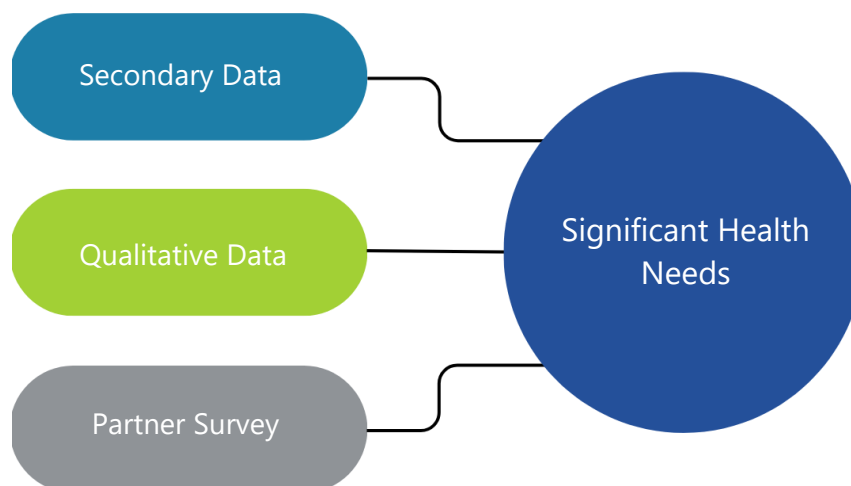 Secondary Data
Qualitative Data
Partner Survey
Significant Health
Needs